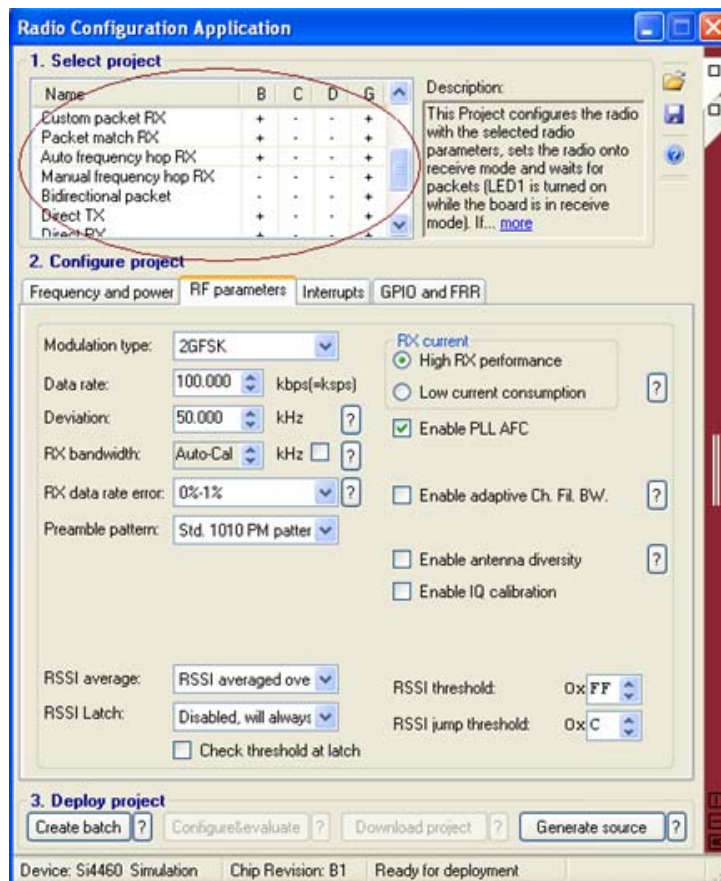 Radio Configuration Application
1. Select project
Name B C D G
Custom packet RX + - - +
Packet match RX + - - +
Auto frequency hop RX + - - +
Manual frequency hop RX - - - +
Bidirectional packet - - - +
Direct TX + - - +
Direct RX + - - +
Description:
This Project configures the radio
with the selected radio
parameters, sets the radio onto
receive mode and waits for
packets (LED1 is turned on
while the board is in receive
mode). If... more
2. Configure project
Frequency and power RF parameters Interrupts GPIO and FRR
Modulation type: 2GFSK
Data rate: 100.000 kbps(=ksps)
Deviation: 50.000 kHz ?
RX bandwidth: Auto-Cal kHz ?
RX data rate error: 0%-1% ?
Preamble pattern: Std. 1010 PM patter
RX current
High RX performance
Low current consumption ?
Enable PLL AFC
Enable adaptive Ch. Fil. BW. ?
Enable antenna diversity ?
Enable IQ calibration
RSSI average: RSSI averaged ove
RSSI Latch: Disabled, will always
Check threshold at latch
RSSI threshold: 0x FF
RSSI jump threshold: 0x C
3. Deploy project
Create batch ? Configure&evaluate ? Download project ? Generate source ?
Device: Si4460 Simulation Chip Revision: B1 Ready for deployment